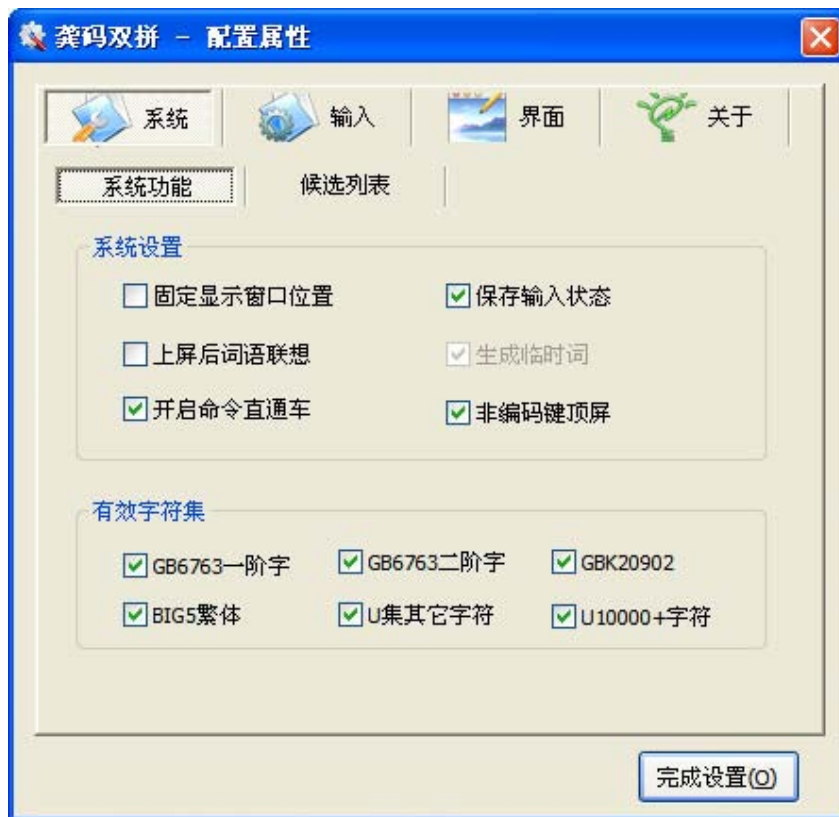 龚码双拼 - 配置属性
系统 输入 界面 关于
系统功能 候选列表
系统设置
固定显示窗口位置 保存输入状态
上屏后词语联想 生成临时词
开启命令直通车 非编码键顶屏
有效字符集
GB6763一阶字 GB6763二阶字 GBK20902
BIG5繁体 U集其它字符 U10000+字符
完成设置(O)